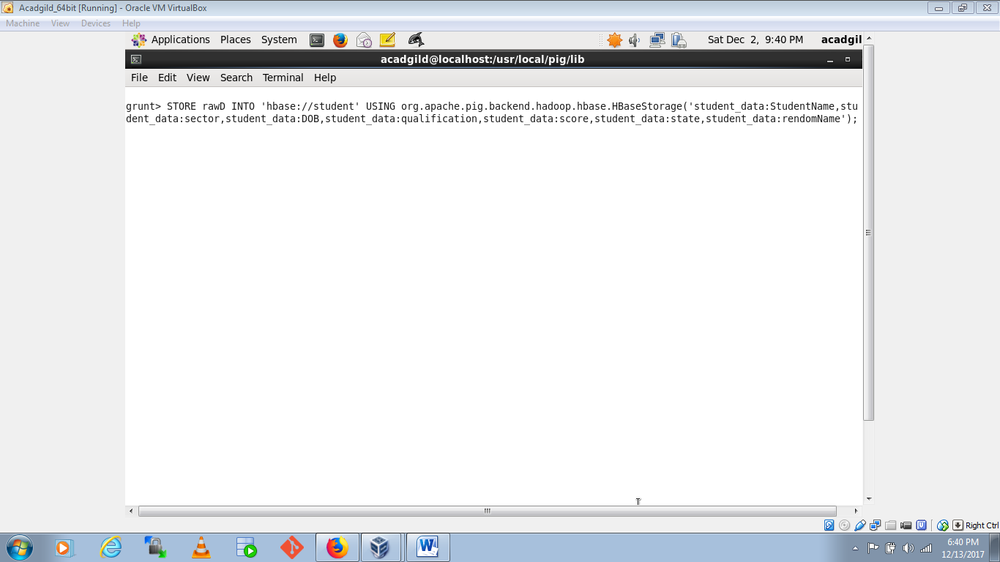 Acadgild_64bit [Running] - Oracle VM VirtualBox
Machine View Devices Help
Applications Places System Sat Dec 2, 9:40 PM acadgil
acadgild@localhost:/usr/local/pig/lib
File Edit View Search Terminal Help
grunt> STORE rawD INTO 'hbase://student' USING org.apache.pig.backend.hadoop.hbase.HBaseStorage('student_data:StudentName,stu
dent_data:sector,student_data:DOB,student_data:qualification,student_data:score,student_data:state,student_data:rendomName');
Right Ctrl
6:40 PM
12/13/2017